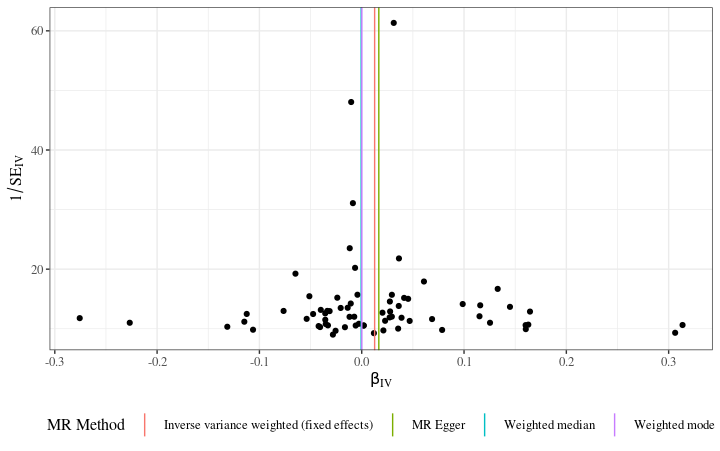 60
40
20
1/SE_IV
-0.3 -0.2 -0.1 0.0 0.1 0.2 0.3
β_IV
MR Method Inverse variance weighted (fixed effects) MR Egger Weighted median Weighted mode